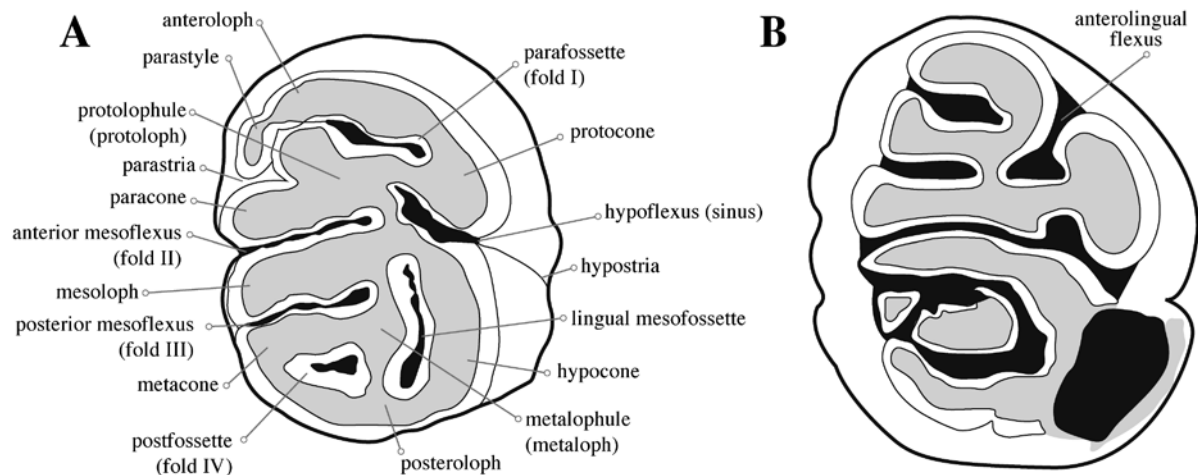 A
anteroloph
parastyle
protolophule
(protoloph)
parastria
paracone
anterior mesoflexus
(fold II)
mesoloph
posterior mesoflexus
(fold III)
metacone
postfossette
(fold IV)
posteroloph
parafossette
(fold I)
protocone
hypoflexus (sinus)
hypostria
lingual mesofossette
hypocone
metalophule
(metaloph)
B
anterolingual
flexus